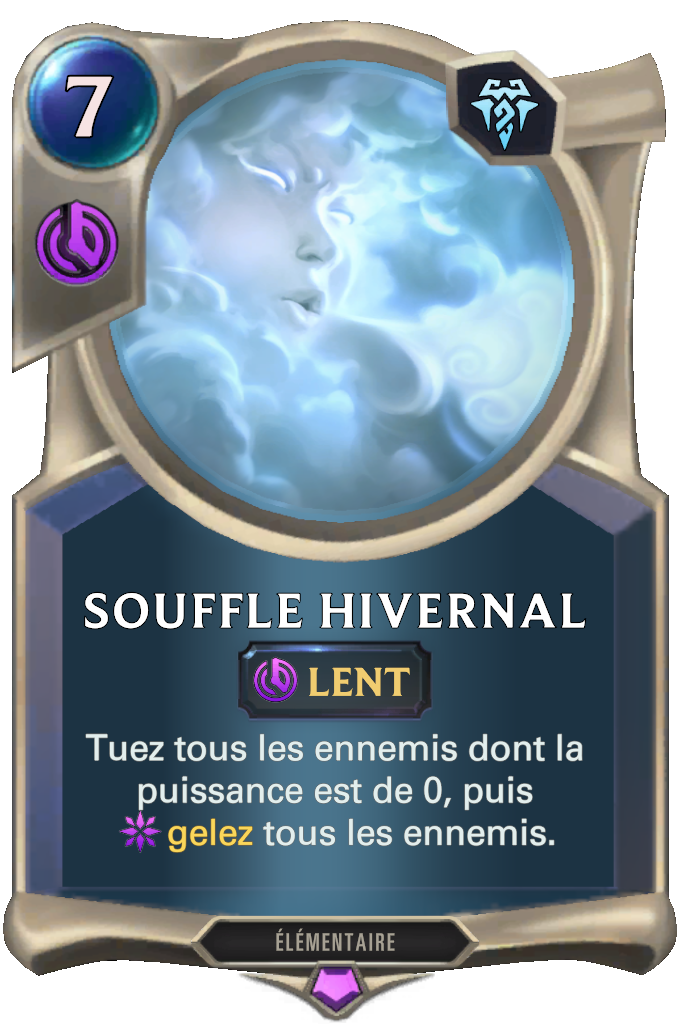 7
SOUFFLE HIVERNAL
LENT
Tuez tous les ennemis dont la
puissance est de 0, puis
gelez tous les ennemis.
ÉLÉMENTAIRE